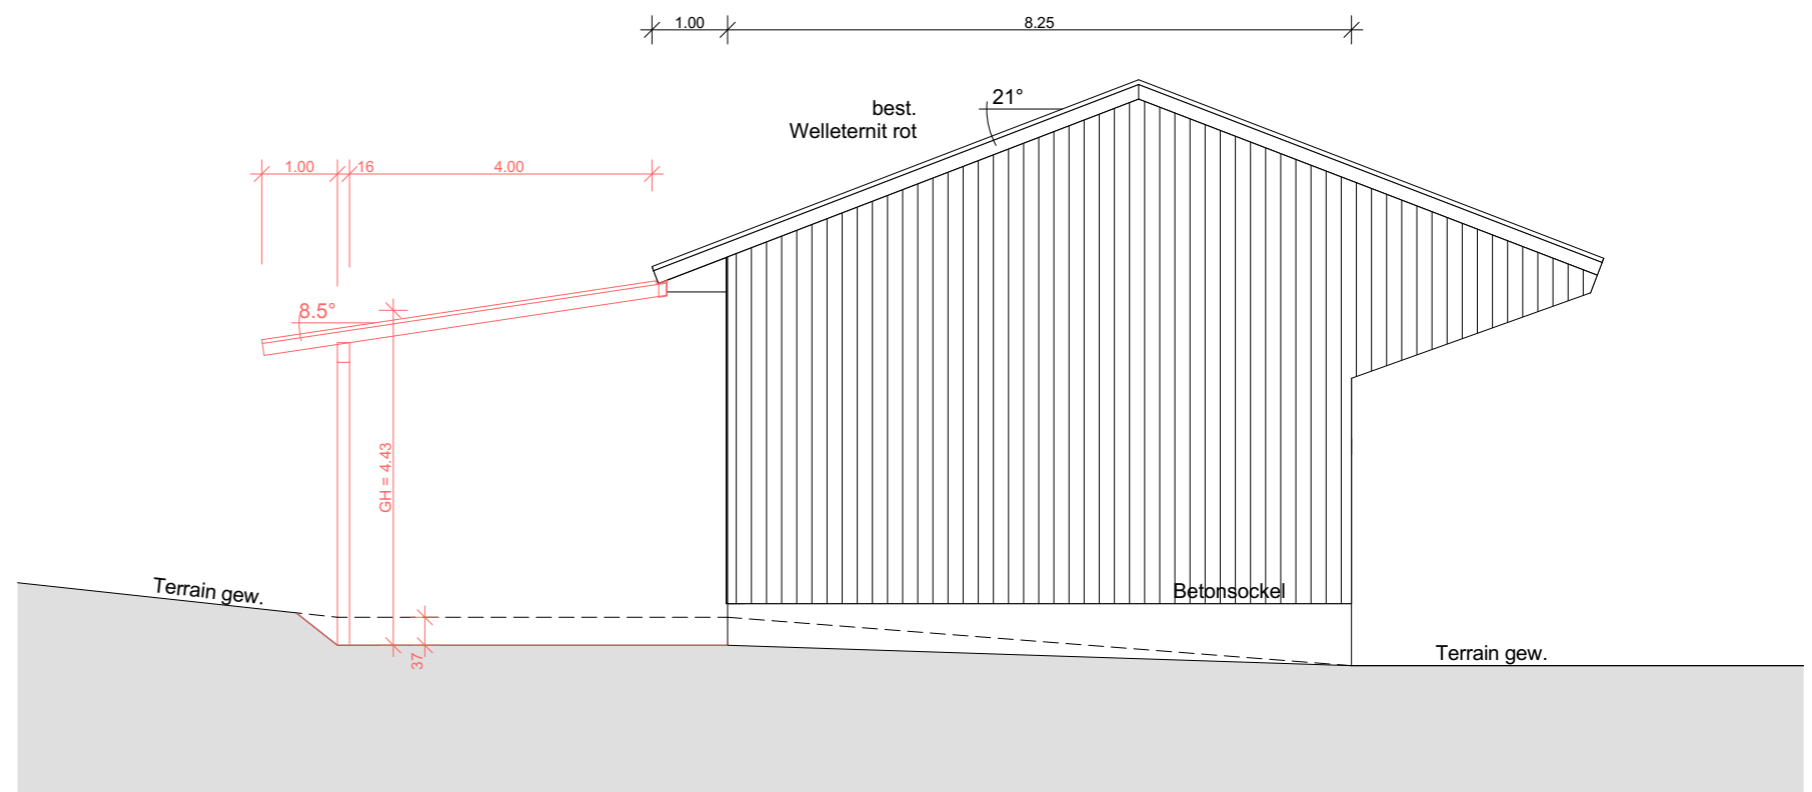 1.00
8.25
best.
Welleternit rot
21°
1.00
16
4.00
8.5°
GH = 4.43
Terrain gew.
Betonsockel
37
Terrain gew.